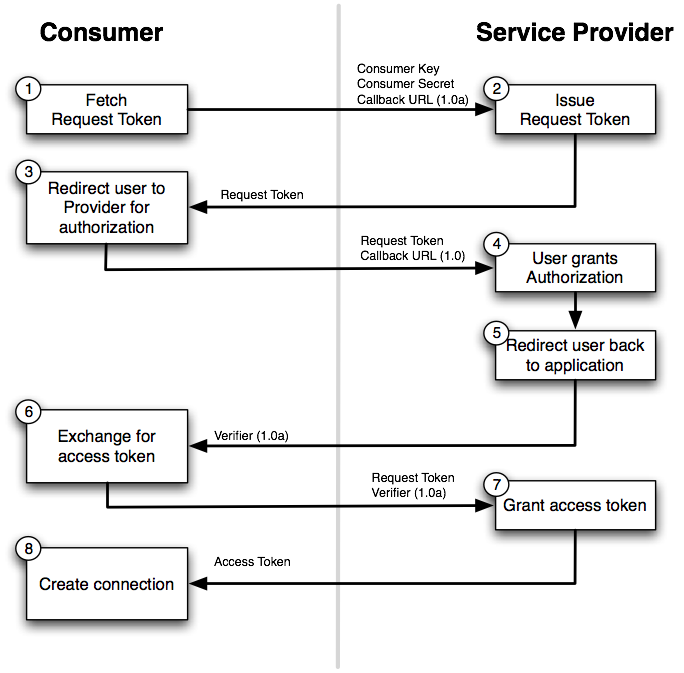 Consumer
Service Provider
Consumer Key
Consumer Secret
Callback URL (1.0a)
1
Fetch
Request Token
2
Issue
Request Token
3
Redirect user to
Provider for
authorization
Request Token
Request Token
Callback URL (1.0)
4
User grants
Authorization
5
Redirect user back
to application
6
Exchange for
access token
Verifier (1.0a)
Request Token
Verifier (1.0a)
7
Grant access token
8
Create connection
Access Token